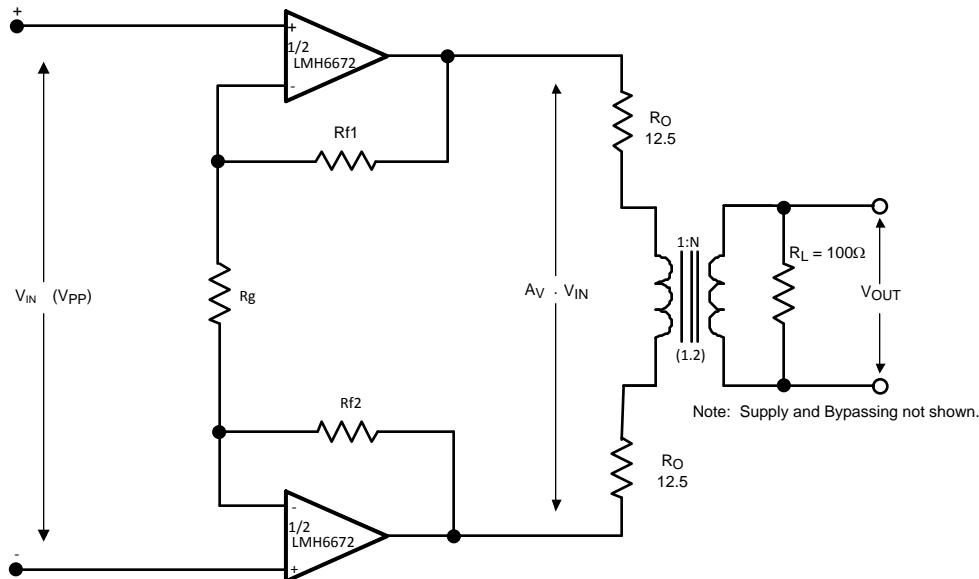 +
+
1/2
LMH6672
-
Rf1
RO
12.5
1:N
RL = 100Ω
VIN (VPP)
Rg
AV . VIN
VOUT
(1.2)
Note: Supply and Bypassing not shown.
Rf2
RO
12.5
-
1/2
LMH6672
-
+